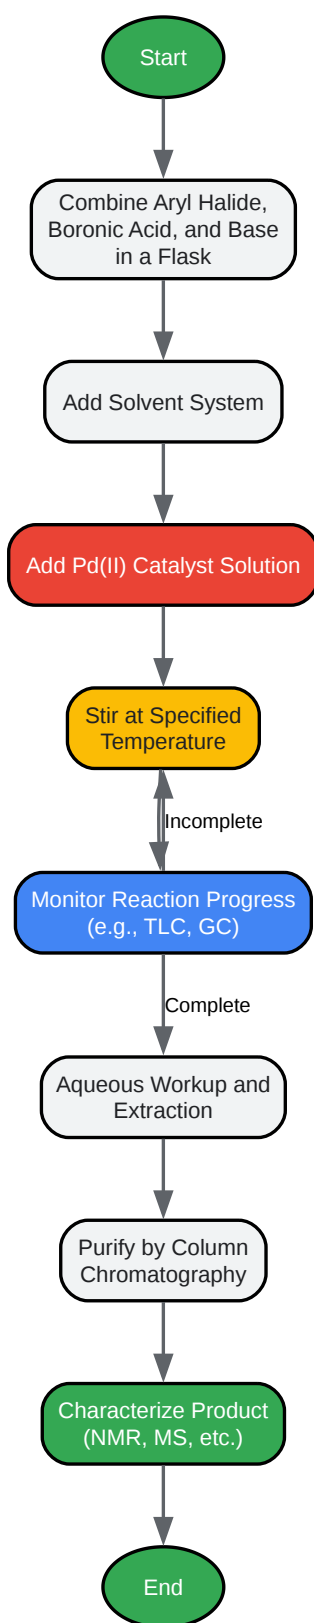 Start
Combine Aryl Halide,
Boronic Acid, and Base
in a Flask
Add Solvent System
Add Pd(II) Catalyst Solution
Stir at Specified
Temperature
Incomplete
Monitor Reaction Progress
(e.g., TLC, GC)
Complete
Aqueous Workup and
Extraction
Purify by Column
Chromatography
Characterize Product
(NMR, MS, etc.)
End